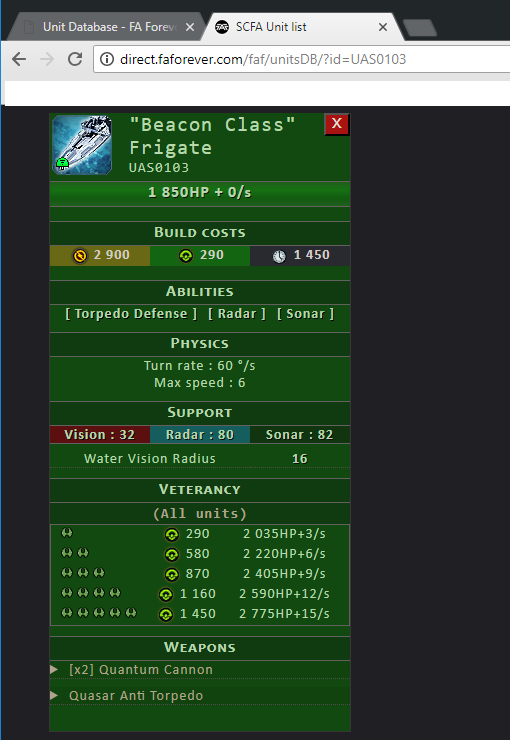 Unit Database - FA Forev
SCFA Unit list
direct.faforever.com/faf/unitsDB/?id=UAS0103
"Beacon Class"
X
Frigate
UAS0103
1 850HP + 0/s
Build costs
2 900 290 1 450
Abilities
[ Torpedo Defense ] [ Radar ] [ Sonar ]
Physics
Turn rate : 60 °/s
Max speed : 6
Support
Vision : 32 Radar : 80 Sonar : 82
Water Vision Radius 16
Veterancy
(All units)
290 2 035HP+3/s
580 2 220HP+6/s
870 2 405HP+9/s
1 160 2 590HP+12/s
1 450 2 775HP+15/s
Weapons
[x2] Quantum Cannon
Quasar Anti Torpedo